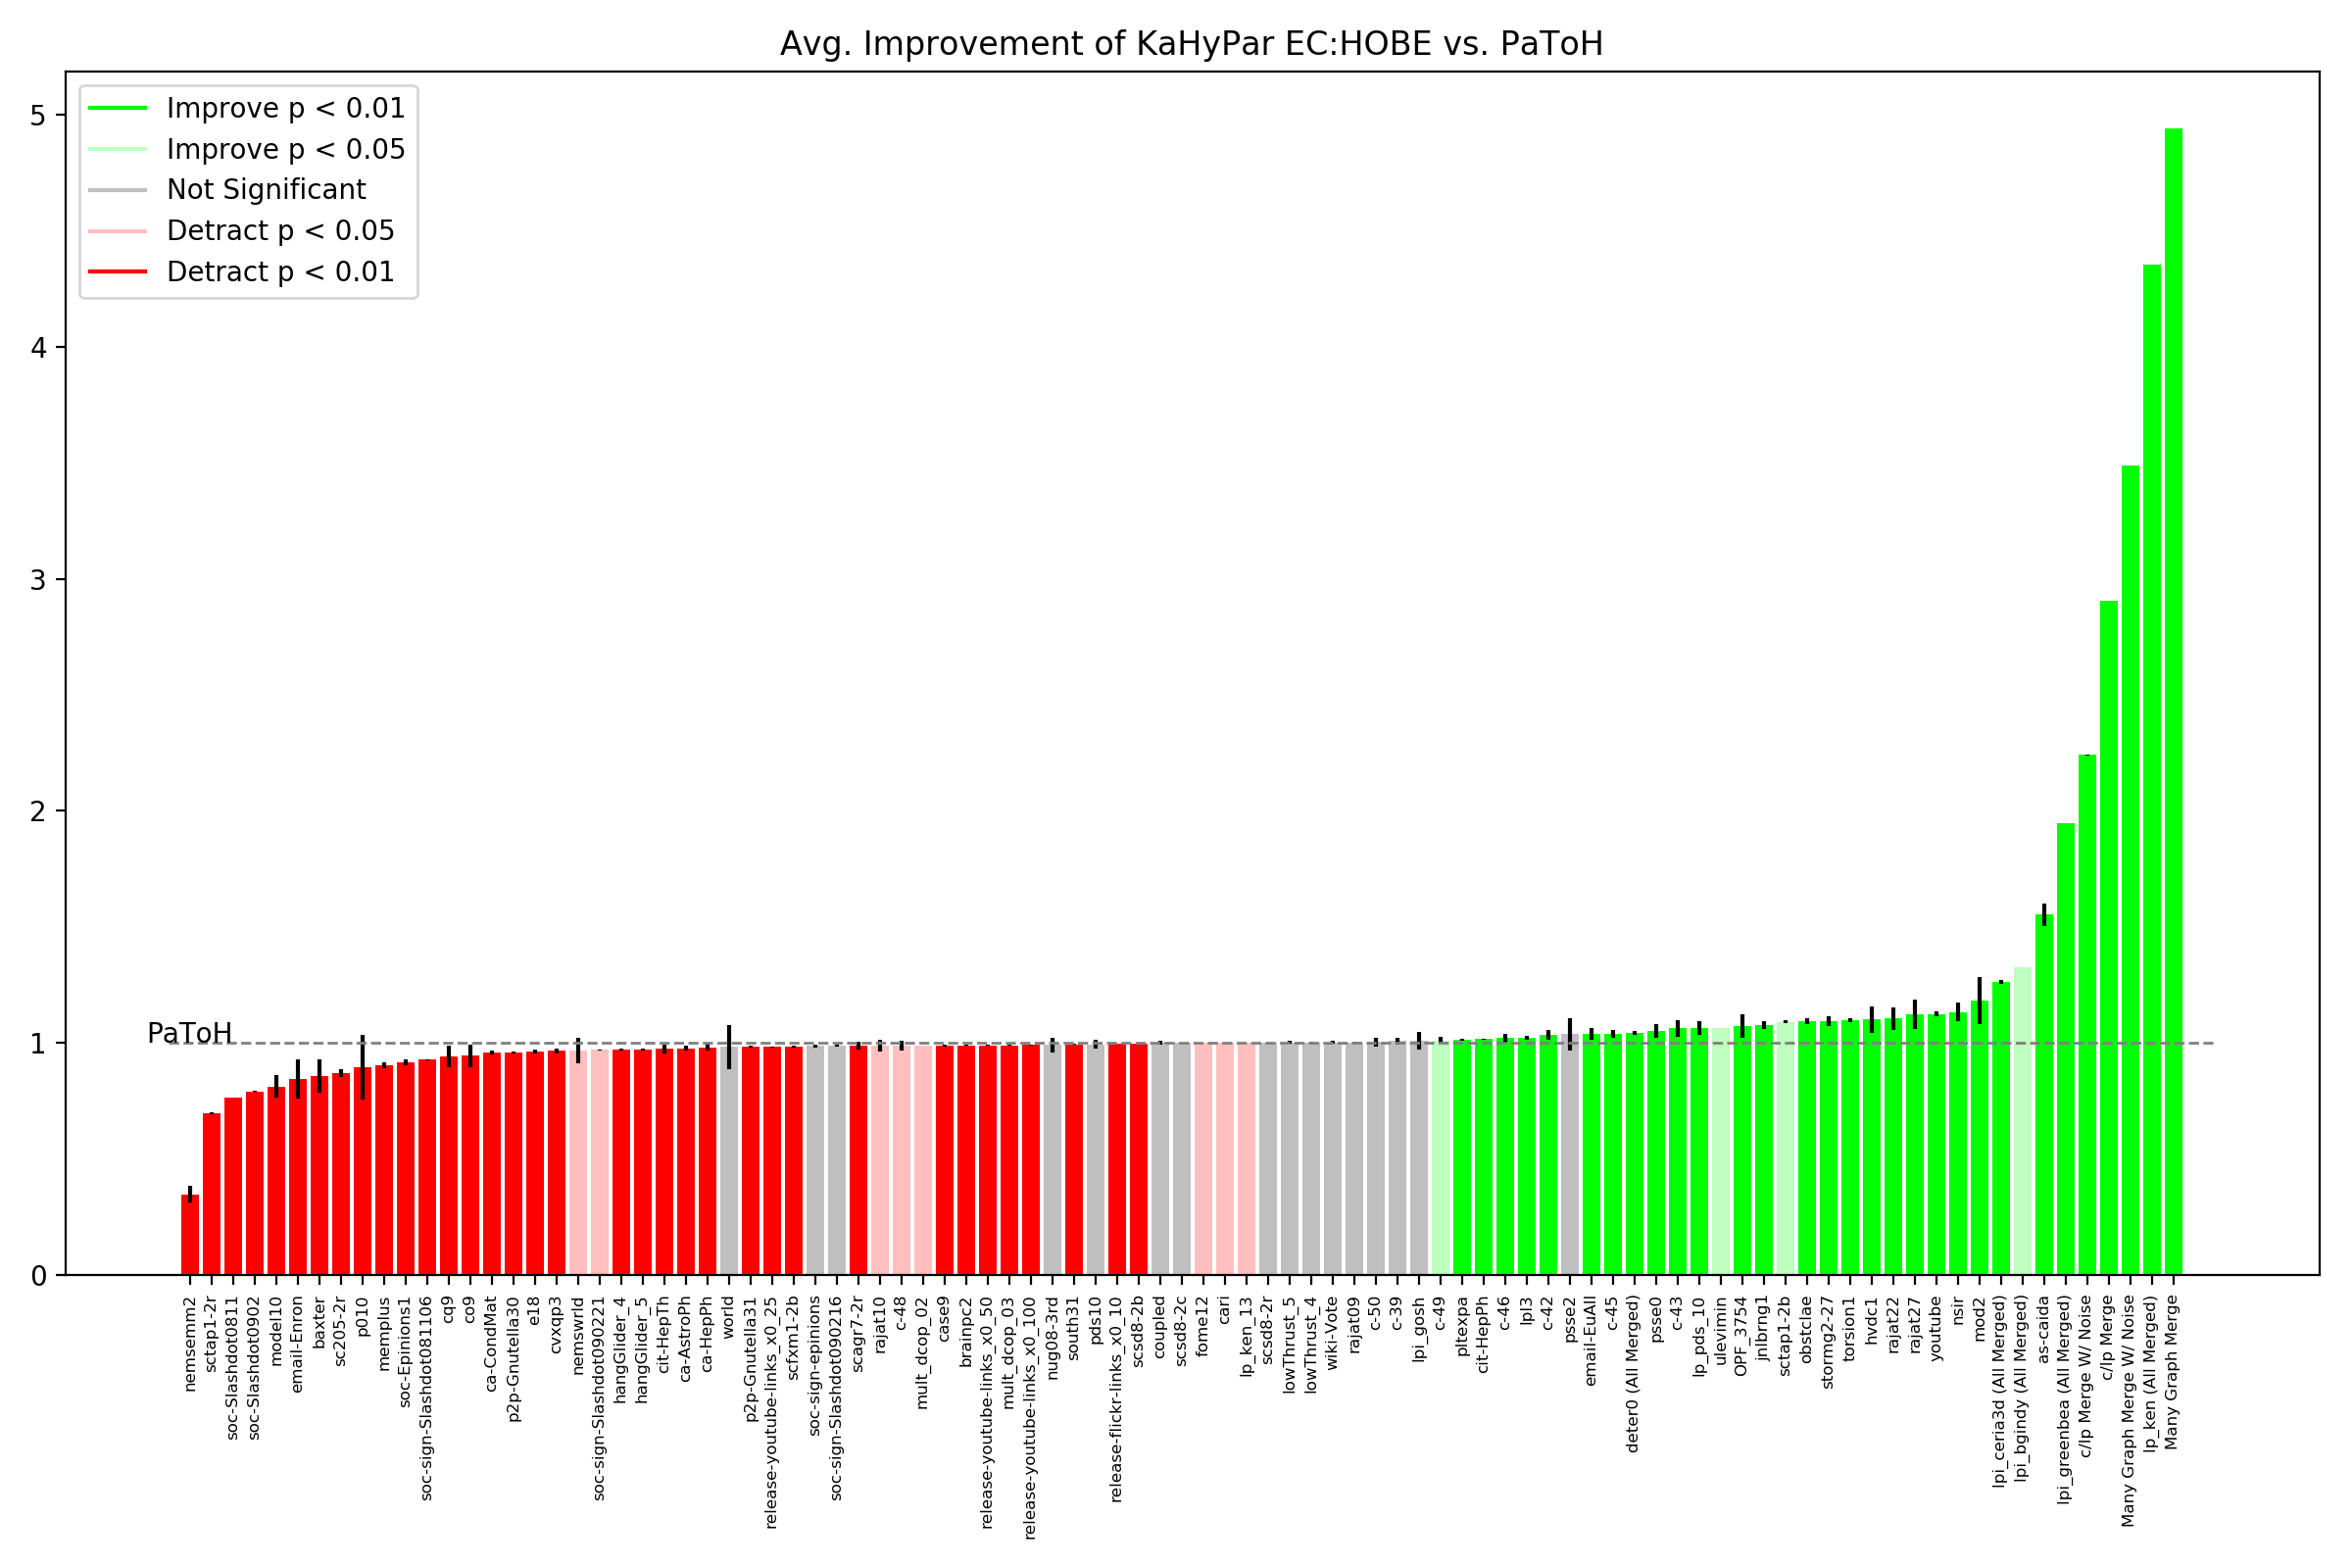 Avg. Improvement of KaHyPar EC:HOBE vs. PaToH
Improve p < 0.01
Improve p < 0.05
Not Significant
Detract p < 0.05
Detract p < 0.01
5
4
3
2
1
0
PaToH
nemsemm2
sctap1-2r
soc-Slashdot0811
soc-Slashdot0902
model10
email-Enron
baxter
sc205-2r
p010
memplus
soc-Epinions1
soc-sign-Slashdot081106
cq9
co9
ca-CondMat
p2p-Gnutella30
e18
cvxqp3
nemswrld
soc-sign-Slashdot090221
hangGlider_4
hangGlider_5
cit-HepTh
ca-AstroPh
ca-HepPh
world
p2p-Gnutella31
release-youtube-links_x0_25
scfxm1-2b
soc-sign-epinions
soc-sign-Slashdot090216
scagr7-2r
rajat10
c-48
mult_dcop_02
case9
brainpc2
release-youtube-links_x0_50
mult_dcop_03
release-youtube-links_x0_100
nug08-3rd
south31
pds10
release-flickr-links_x0_10
scsd8-2b
coupled
scsd8-2c
fome12
cari
lp_ken_13
scsd8-2r
lowThrust_5
lowThrust_4
wiki-Vote
rajat09
c-50
c-39
lpi_gosh
c-49
pltexpa
cit-HepPh
c-46
lpl3
c-42
psse2
email-EuAll
c-45
deter0 (All Merged)
psse0
c-43
lp_pds_10
ulevimin
OPF_3754
jnlbrng1
sctap1-2b
obstclae
stormg2-27
torsion1
hvdc1
rajat22
rajat27
youtube
nsir
mod2
lpi_ceria3d (All Merged)
lpi_bgindy (All Merged)
as-caida
lpi_greenbea (All Merged)
c/lp Merge W/ Noise
c/lp Merge
Many Graph Merge W/ Noise
lp_ken (All Merged)
Many Graph Merge